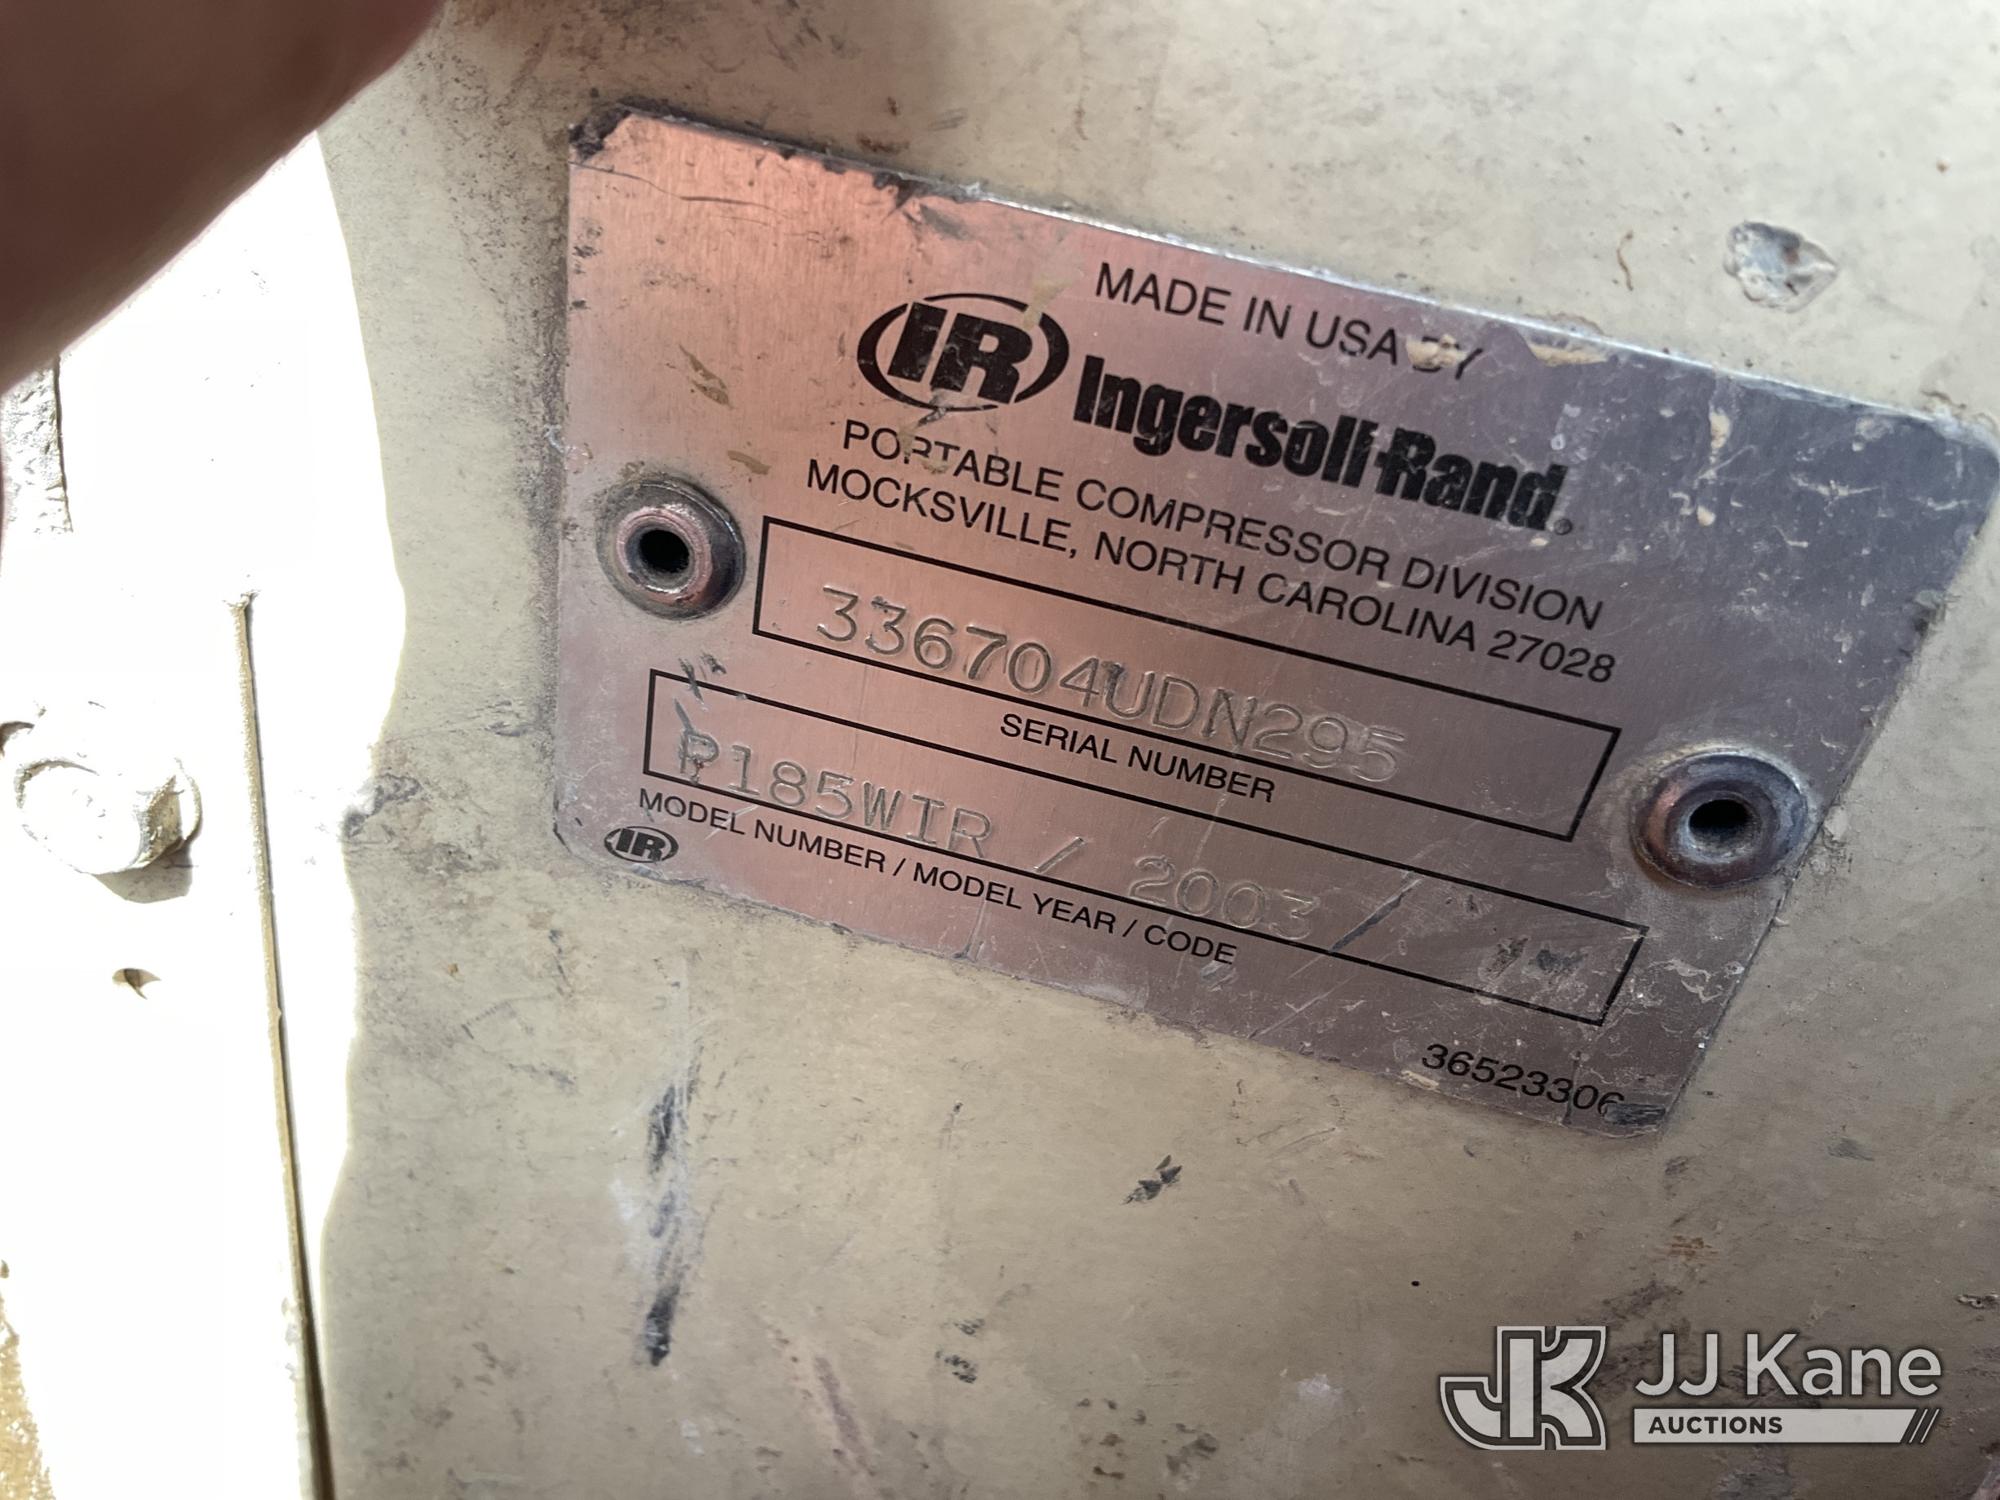 MADE IN USA BY
IR Ingersoll-Rand®
PORTABLE COMPRESSOR DIVISION
MOCKSVILLE, NORTH CAROLINA 27028
336704UDN295
SERIAL NUMBER
P185WIR / 2003 /
MODEL NUMBER / MODEL YEAR / CODE
IR
36523306
JK JJ Kane
AUCTIONS